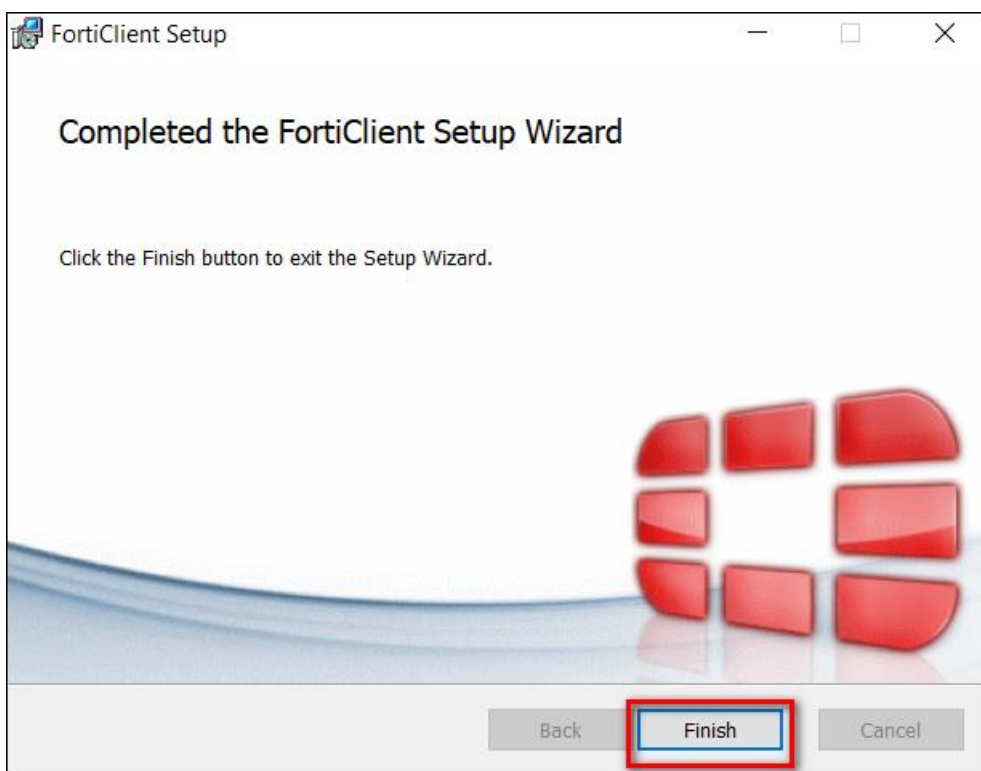 FortiClient Setup
Completed the FortiClient Setup Wizard
Click the Finish button to exit the Setup Wizard.
Back Finish Cancel